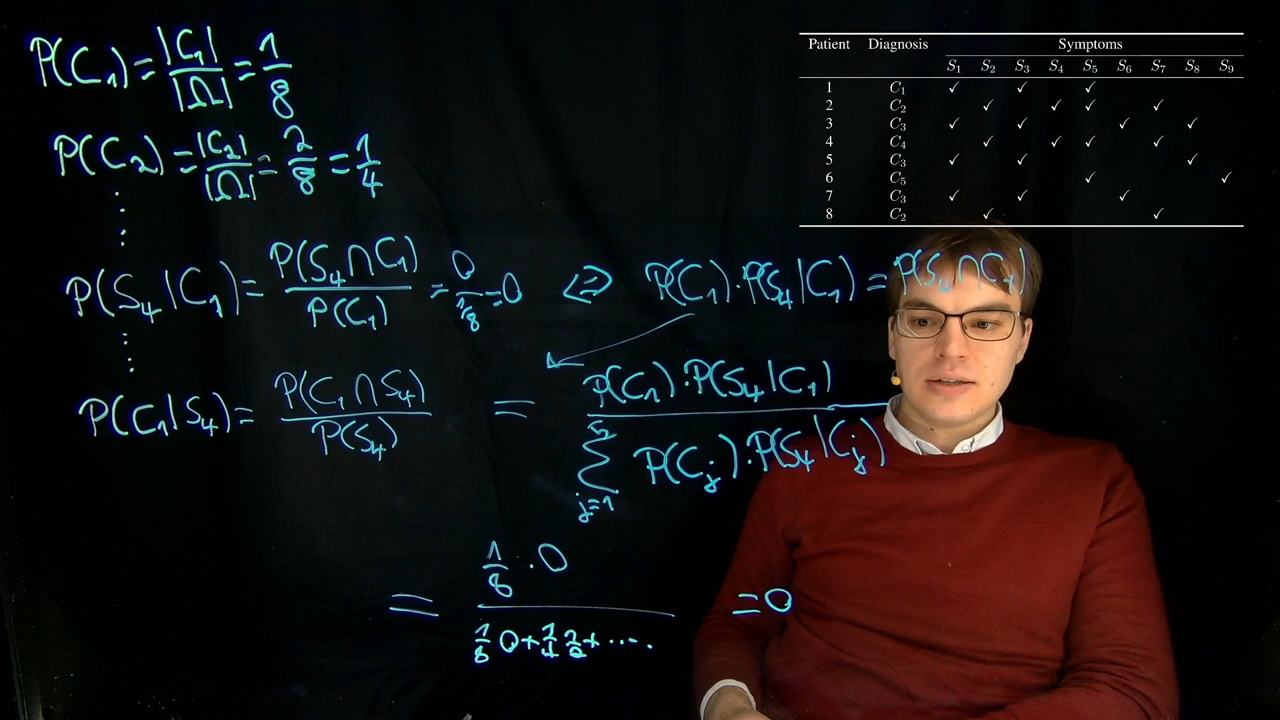 P(C₁) = |C₁| / |Ω| = 1/8
P(C₂) = |C₂| / |Ω| = 2/8 = 1/4
⋮
P(S₄|C₁) = P(S₄∩C₁) / P(C₁) = 0 / (1/8) = 0 ⇔ P(C₁)·P(S₄|C₁) = P(S₄∩C₁)
⋮
P(C₁|S₄) = P(C₁∩S₄) / P(S₄) = P(C₁)·P(S₄|C₁) / ∑ j=1 5 P(Cⱼ)·P(S₄|Cⱼ)
= 1/8 · 0 / 1/8 0 + 1/4 1/2 + .... = 0
Patient Diagnosis Symptoms
S₁ S₂ S₃ S₄ S₅ S₆ S₇ S₈ S₉
1 C₁ ✓ ✓ ✓
2 C₂ ✓ ✓ ✓ ✓
3 C₃ ✓ ✓ ✓ ✓
4 C₄ ✓ ✓ ✓ ✓
5 C₃ ✓ ✓ ✓
6 C₅ ✓ ✓
7 C₃ ✓ ✓ ✓
8 C₂ ✓ ✓